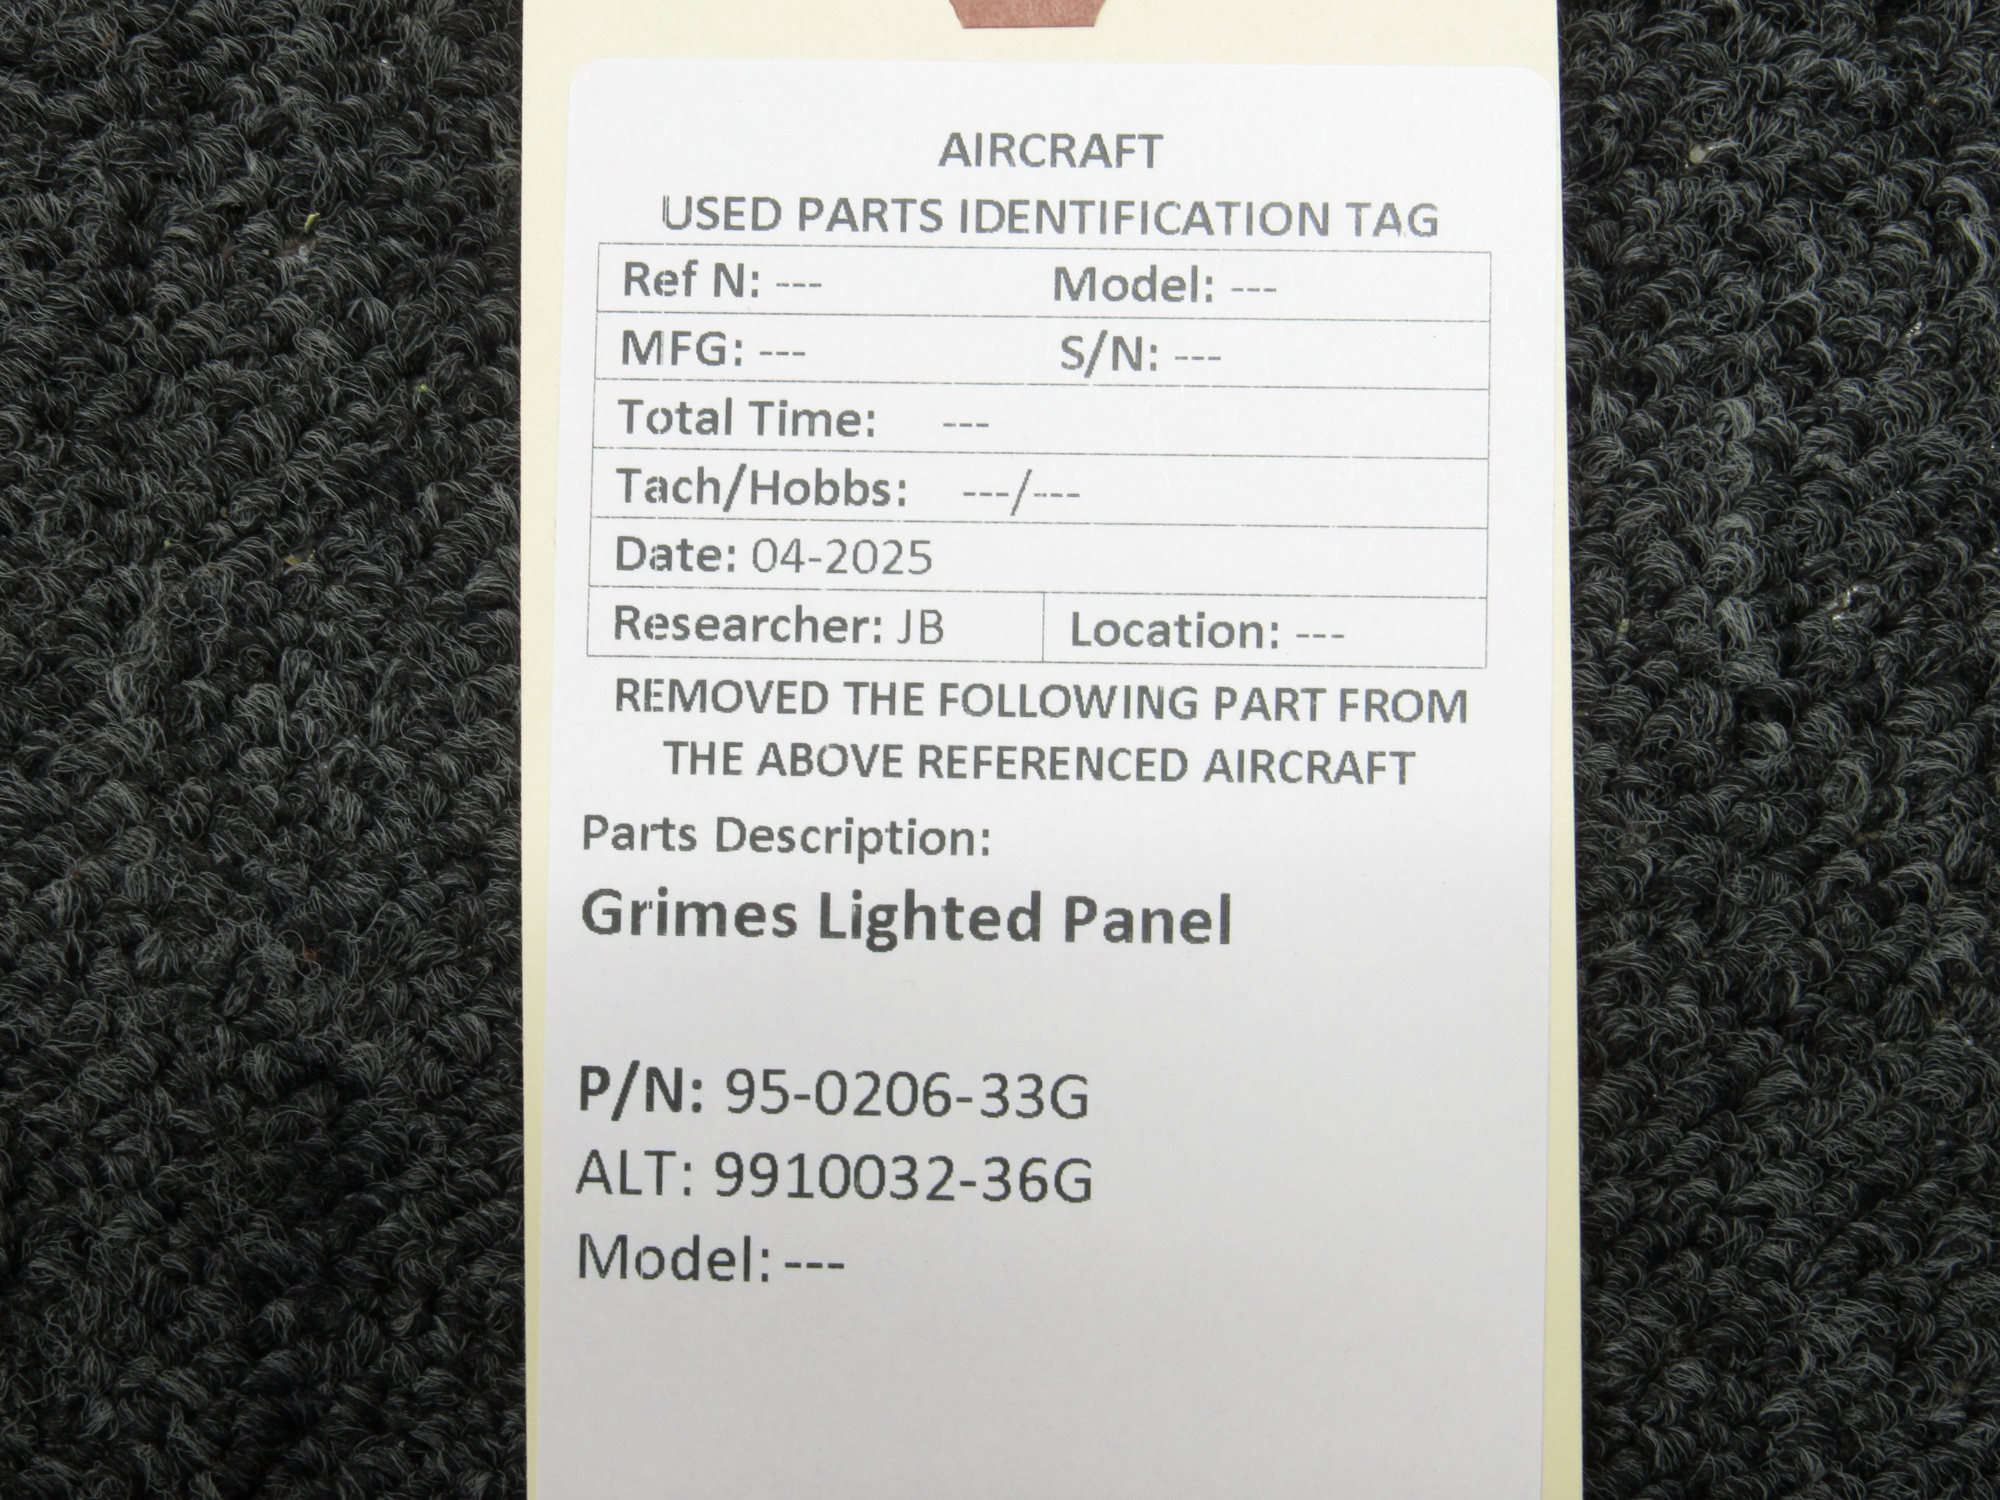 AIRCRAFT
USED PARTS IDENTIFICATION TAG
Ref N: --- Model: ---
MFG: --- S/N: ---
Total Time: ---
Tach/Hobbs: ---/---
Date: 04-2025
Researcher: JB Location: ---
REMOVED THE FOLLOWING PART FROM
THE ABOVE REFERENCED AIRCRAFT
Parts Description:
Grimes Lighted Panel
P/N: 95-0206-33G
ALT: 9910032-36G
Model: ---